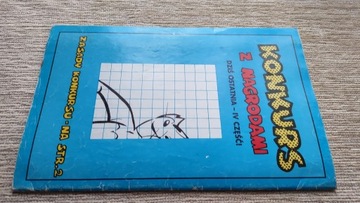 KONKURS
Z NAGRODAMI
DZIŚ OSTATNIA - IV CZĘŚĆ!
ZASADY KONKURSU - NA STR. 2